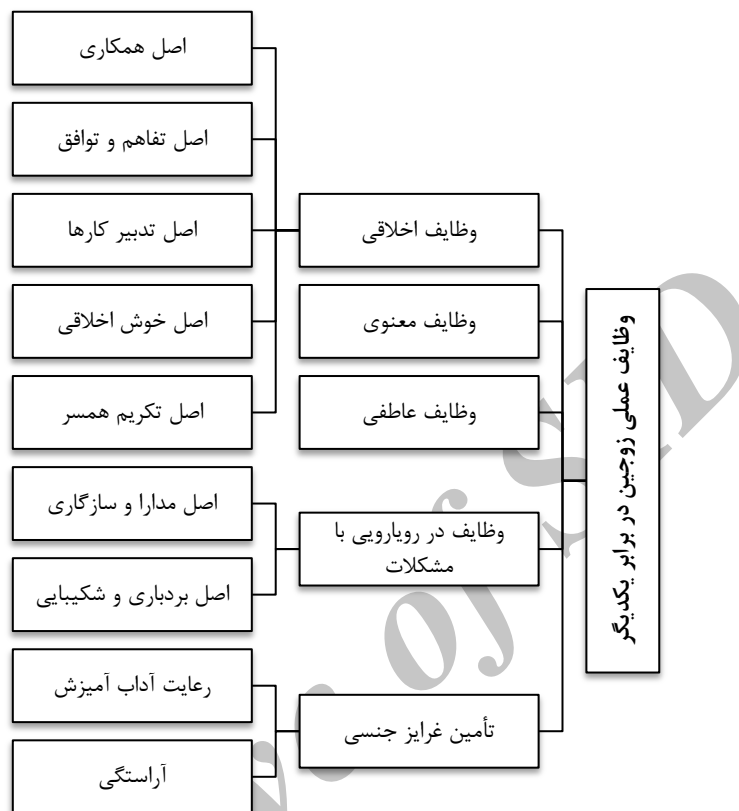 وظایف عملی زوجین در برابر یکدیگر
وظایف اخلاقی
اصل همکاری
اصل تفاهم و توافق
اصل تدبیر کارها
اصل خوش اخلاقی
اصل تکریم همسر
وظایف معنوی
وظایف عاطفی
وظایف در رویارویی با
مشکلات
اصل مدارا و سازگاری
اصل بردباری و شکیبایی
تأمین غرایز جنسی
رعایت آداب آمیزش
آراستگی
of